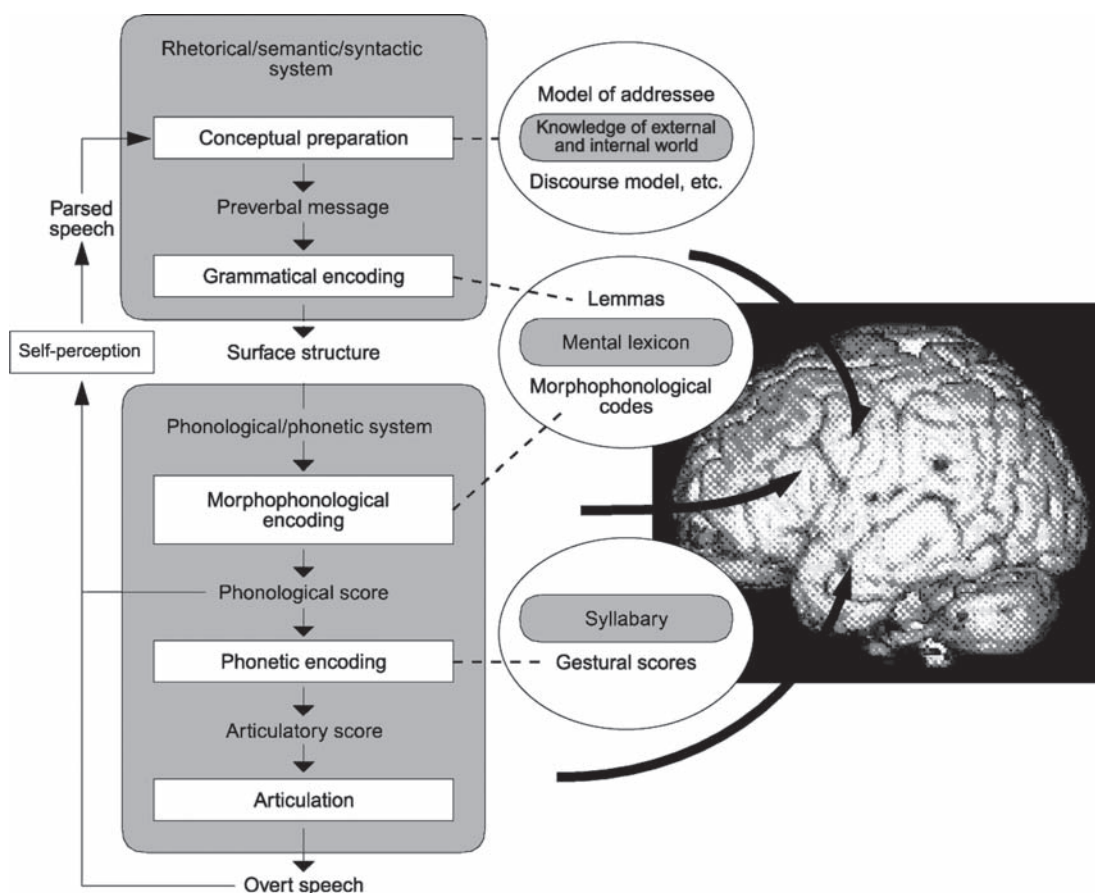 Rhetorical/semantic/syntactic
system
Conceptual preparation
Preverbal message
Grammatical encoding
Surface structure
Parsed
speech
Self-perception
Phonological/phonetic system
Morphophonological
encoding
Phonological score
Phonetic encoding
Articulatory score
Articulation
Overt speech
Model of addressee
Knowledge of external
and internal world
Discourse model, etc.
Lemmas
Mental lexicon
Morphophonological
codes
Syllabary
Gestural scores